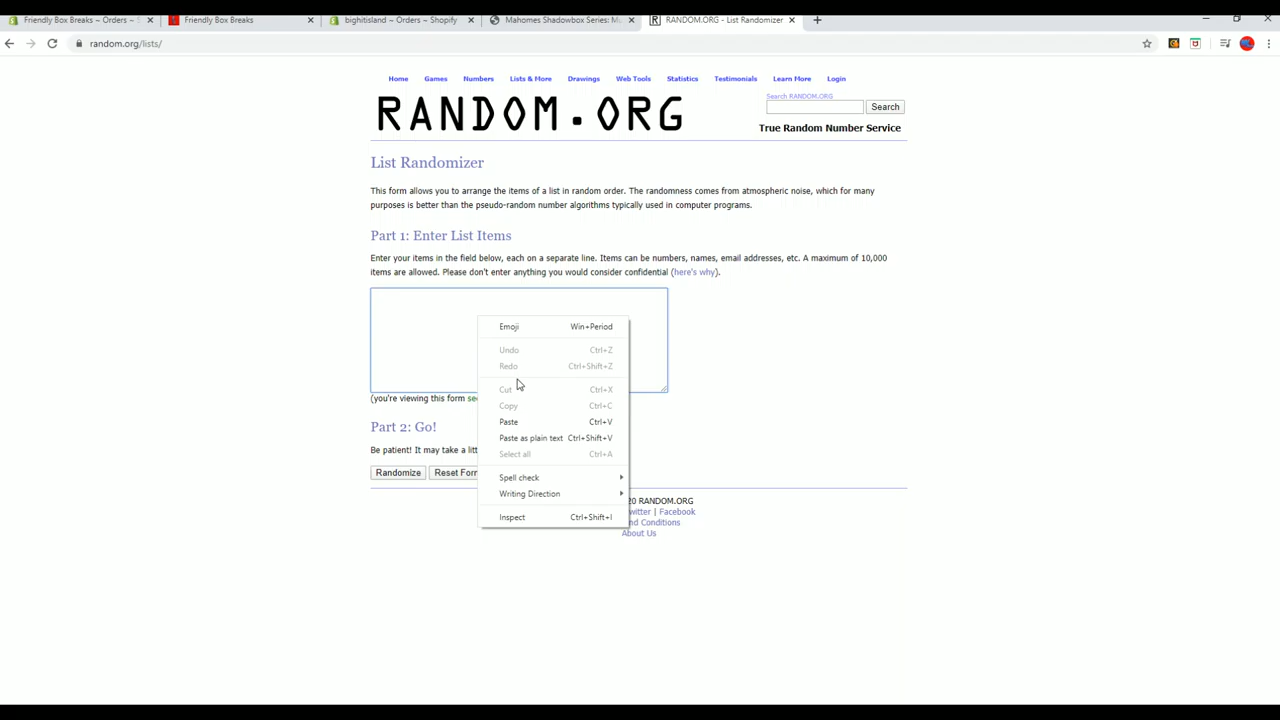 Friendly Box Breaks ~ Orders ~
Friendly Box Breaks
bighitisland ~ Orders ~ Shopify
Mahomes Shadowbox Series: M
RANDOM.ORG - List Randomizer
random.org/lists/
Home Games Numbers Lists & More Drawings Web Tools Statistics Testimonials Learn More Login
RANDOM.ORG
Search RANDOM.ORG
Search
True Random Number Service
List Randomizer
This form allows you to arrange the items of a list in random order. The randomness comes from atmospheric noise, which for many
purposes is better than the pseudo-random number algorithms typically used in computer programs.
Part 1: Enter List Items
Enter your items in the field below, each on a separate line. Items can be numbers, names, email addresses, etc. A maximum of 10,000
items are allowed. Please don't enter anything you would consider confidential (here's why).
Emoji Win+Period
Undo Ctrl+Z
Redo Ctrl+Shift+Z
Cut Ctrl+X
Copy Ctrl+C
Paste Ctrl+V
Paste as plain text Ctrl+Shift+V
Select all Ctrl+A
Spell check
Writing Direction
Inspect Ctrl+Shift+I
(you're viewing this form se
Part 2: Go!
Be patient! It may take a litt
Randomize Reset For
20 RANDOM.ORG
witter | Facebook
nd Conditions
About Us